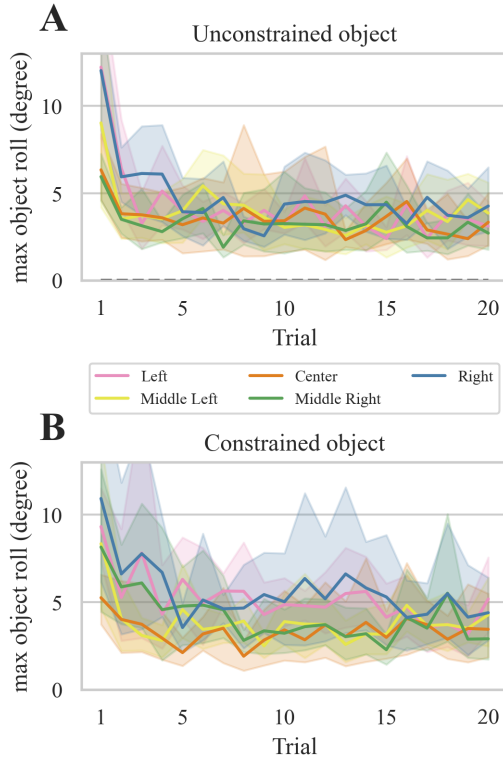 A
Unconstrained object
max object roll (degree)
10
5
0
1 5 10 15 20
Trial
Left Center Right
Middle Left Middle Right
B
Constrained object
max object roll (degree)
10
5
0
1 5 10 15 20
Trial